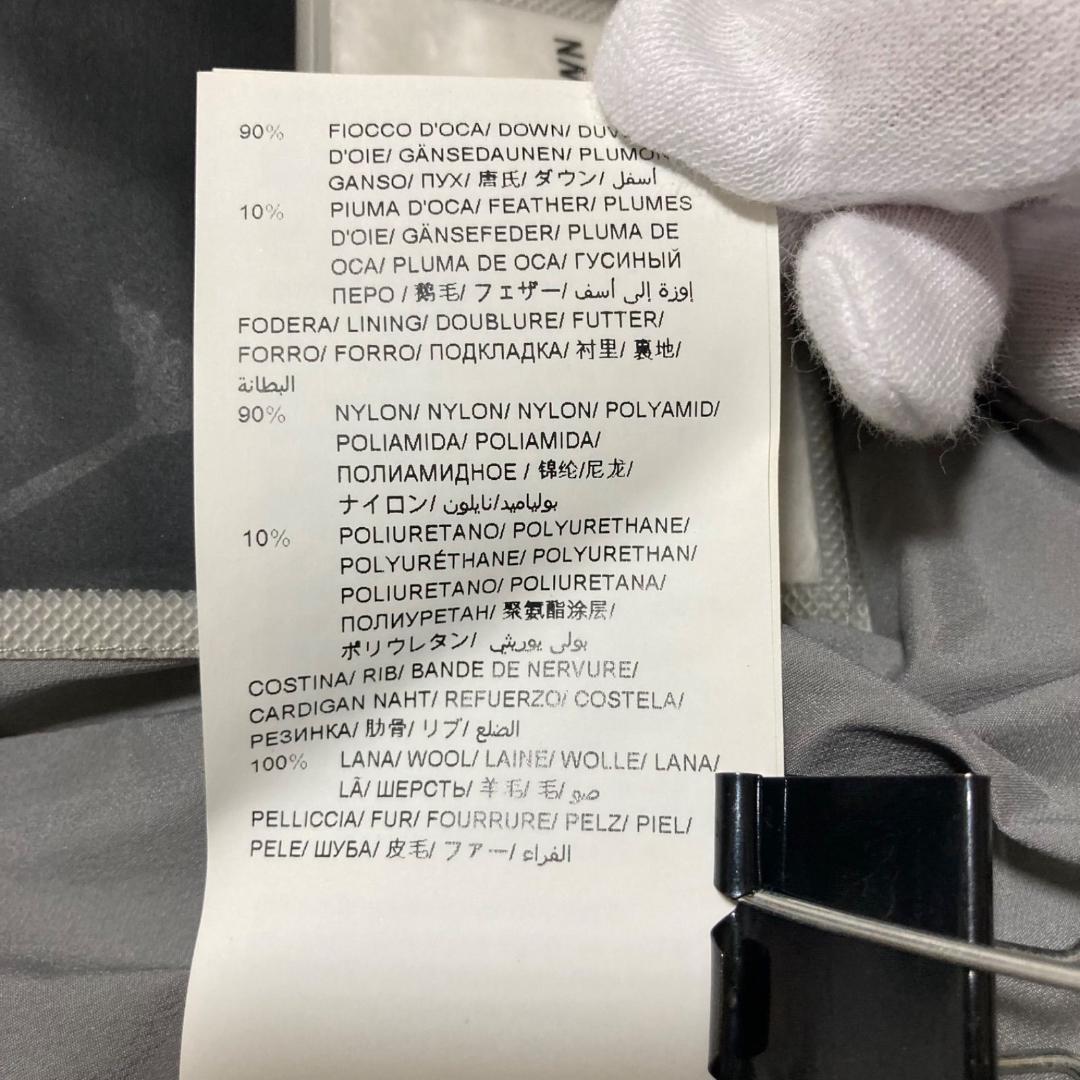 WN
90% FIOCCO D'OCA/ DOWN/
D'OIE/ GÄNSEDAUNEN/ PLUMON
GANSO/ ПУХ/ 唐氏/ ダウン/ أسفل
10% PIUMA D'OCA/ FEATHER/ PLUMES
D'OIE/ GÄNSEFEDER/ PLUMA DE
OCA/ PLUMA DE OCA/ ГУСИНЫЙ
ПЕРО / 鹅毛/ フェザー/ إوزة إلى أسف
FODERA/ LINING/ DOUBLURE/ FUTTER/
FORRO/ FORRO/ ПОДКЛАДКА/ 衬里/ 裏地/
البطانة
90% NYLON/ NYLON/ NYLON/ POLYAMID/
POLIAMIDA/ POLIAMIDA/
ПОЛИАМИДНОЕ / 锦纶/尼龙/
ナイロン/ بولياميد/نايلون
10% POLIURETANO/ POLYURETHANE/
POLYURÉTHANE/ POLYURETHAN/
POLIURETANO/ POLIURETANA/
ПОЛИУРЕТАН/ 聚氨酯涂层/
ポリウレタン/ بولي يوريثي
COSTINA/ RIB/ BANDE DE NERVURE/
CARDIGAN NAHT/ REFUERZO/ COSTELA/
РЕЗИНКА/ 肋骨/ リブ/ الضلع
100% LANA/ WOOL/ LAINE/ WOLLE/ LANA/
LÃ/ ШЕРСТЬ/ 羊毛/ 毛/ صو
PELLICCIA/ FUR/ FOURRURE/ PELZ/ PIEL/
PELE/ ШУБА/ 皮毛/ ファー/ الفراء